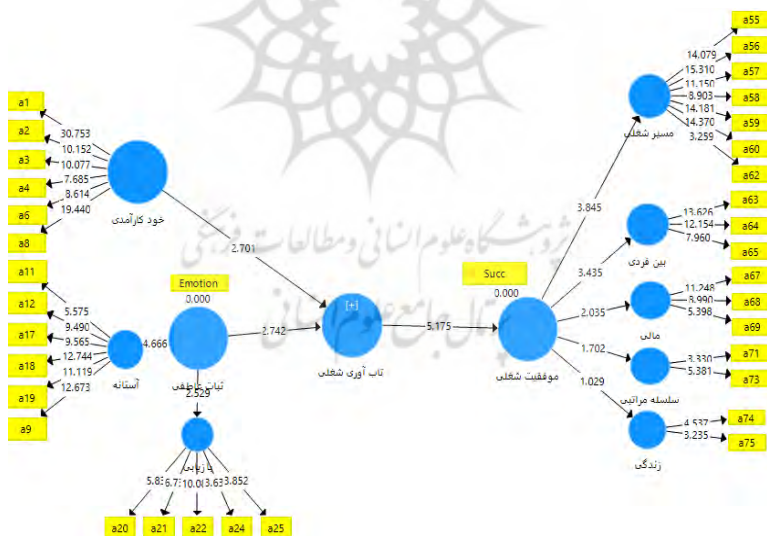 a1
a2
a3
a4
a6
a8
30.753
10.152
10.077
7.685
8.614
19.440
خود کارآمدی
2.701
a11
a12
a17
a18
a19
a9
5.575
9.490
9.565
12.744
11.119
12.673
آستانه
4.666
Emotion
0.000
ثبات عاطفی
2.742
2.529
بازیابی
3.852
a20
a21
a22
a24
a25
[+]
تاب آوری شغلی
5.175
Succ
0.000
موفقیت شغلی
3.845
3.435
2.035
1.702
1.029
مسیر شغلی
14.079
15.310
11.150
8.903
14.181
14.370
3.259
a55
a56
a57
a58
a59
a60
a62
بین فردی
13.626
12.154
7.960
a63
a64
a65
مالی
11.248
8.990
5.398
a67
a68
a69
سلسله مراتبی
3.330
5.381
a71
a73
زندگی
4.537
3.235
a74
a75
پژوهشگاه علوم انسانی و مطالعات فرهنگی
پرتال جامع علوم انسانی